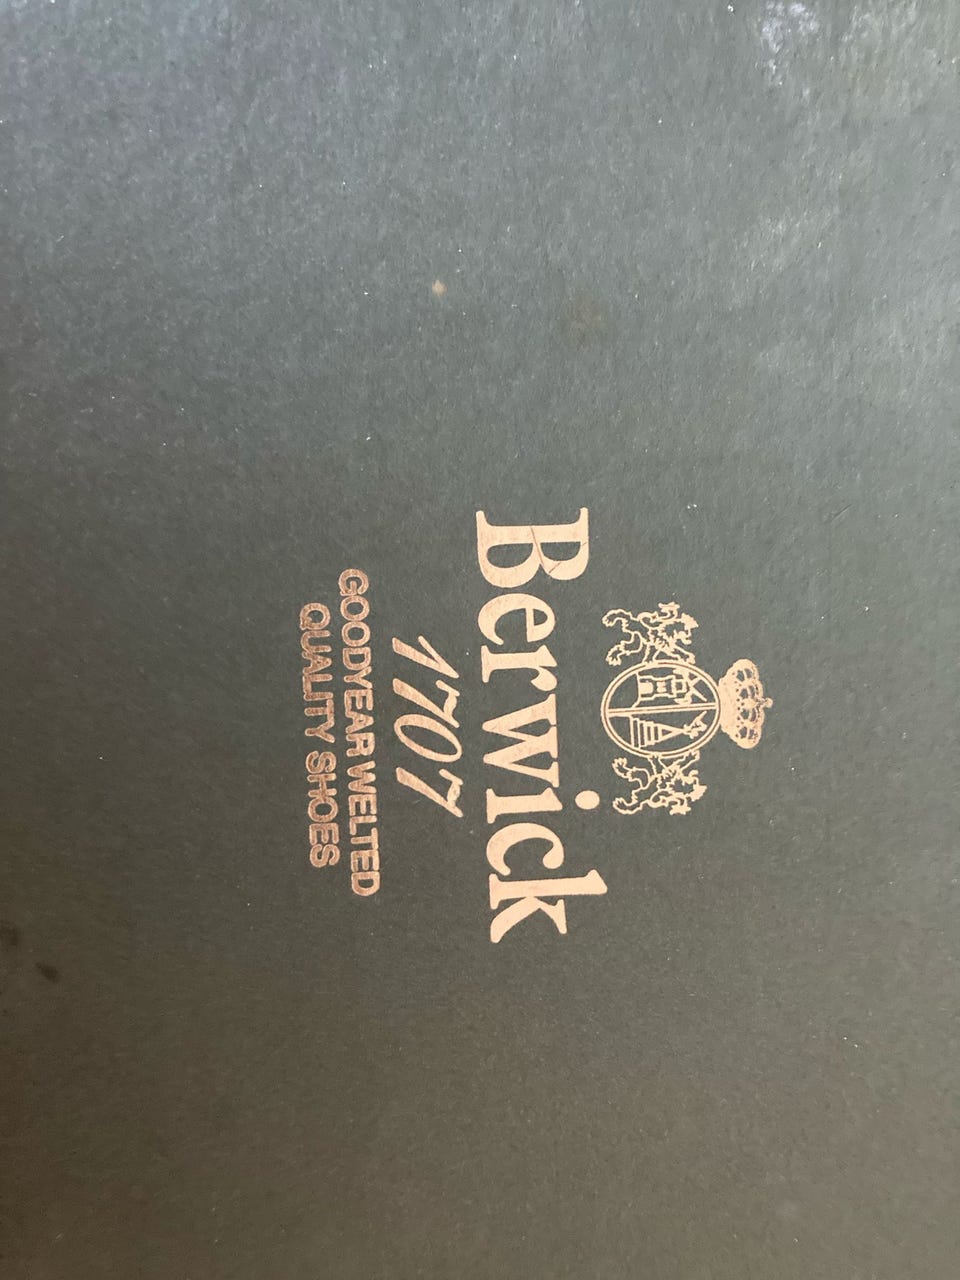 Berwick
1707
GOODYEAR WELTED
QUALITY SHOES